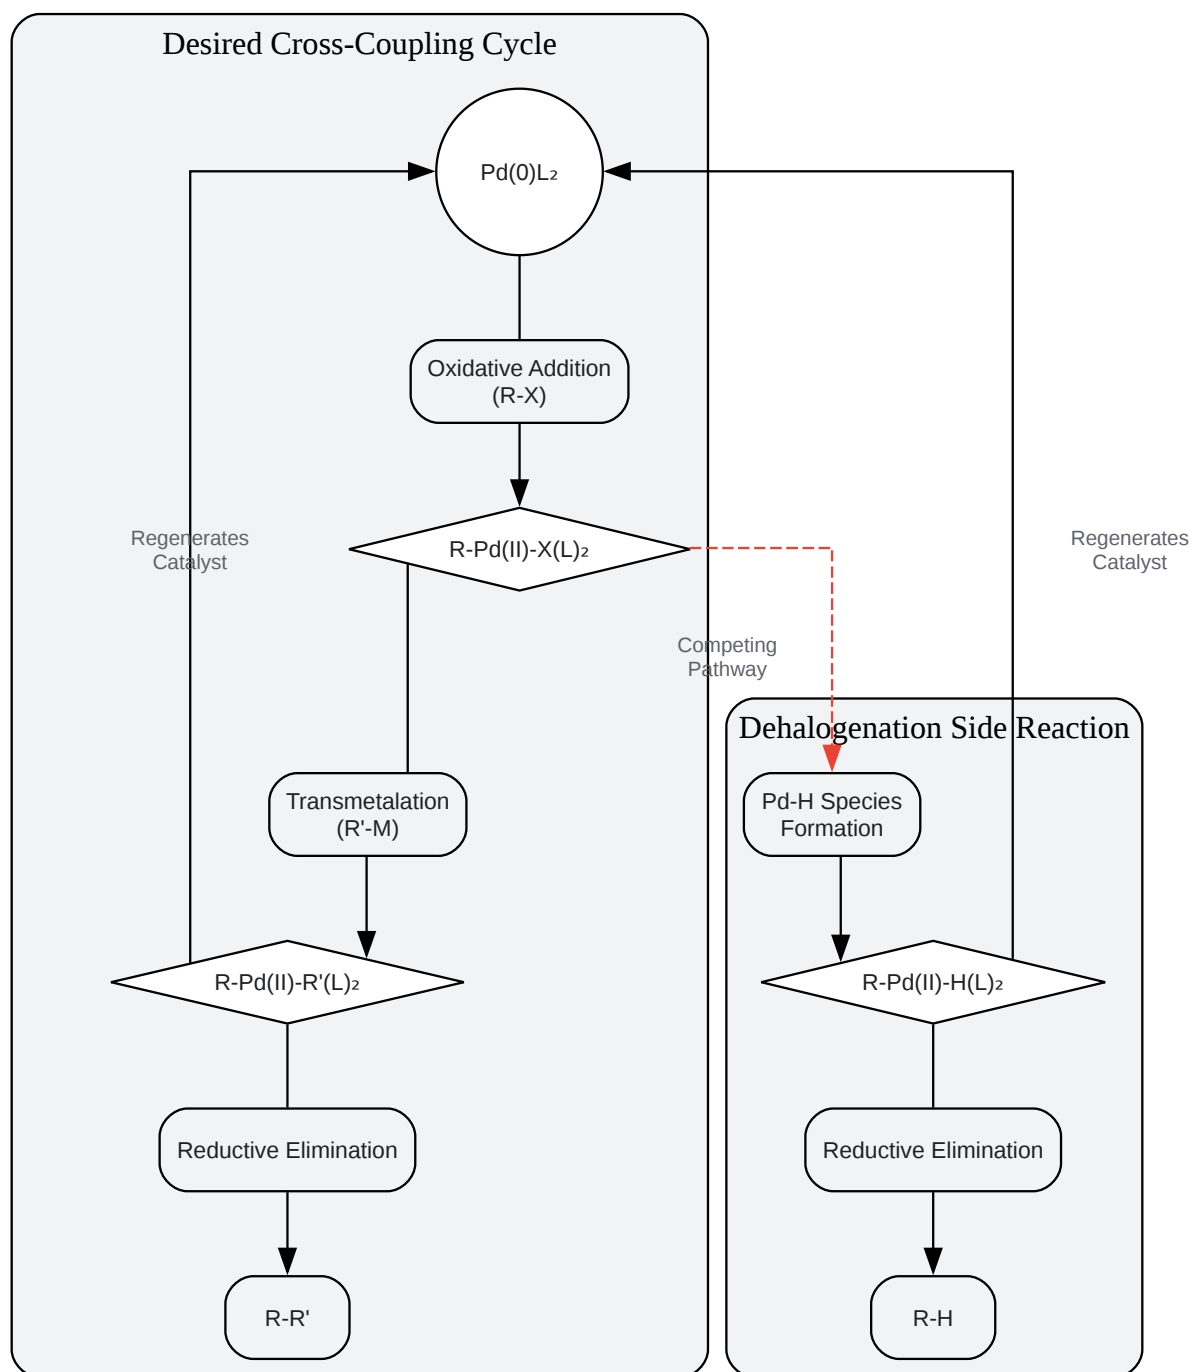 Desired Cross-Coupling Cycle
Pd(0)L₂
Oxidative Addition
(R-X)
Regenerates
Catalyst
R-Pd(II)-X(L)₂
Regenerates
Catalyst
Competing
Pathway
Dehalogenation Side Reaction
Transmetalation
(R'-M)
Pd-H Species
Formation
R-Pd(II)-R'(L)₂
R-Pd(II)-H(L)₂
Reductive Elimination
Reductive Elimination
R-R'
R-H